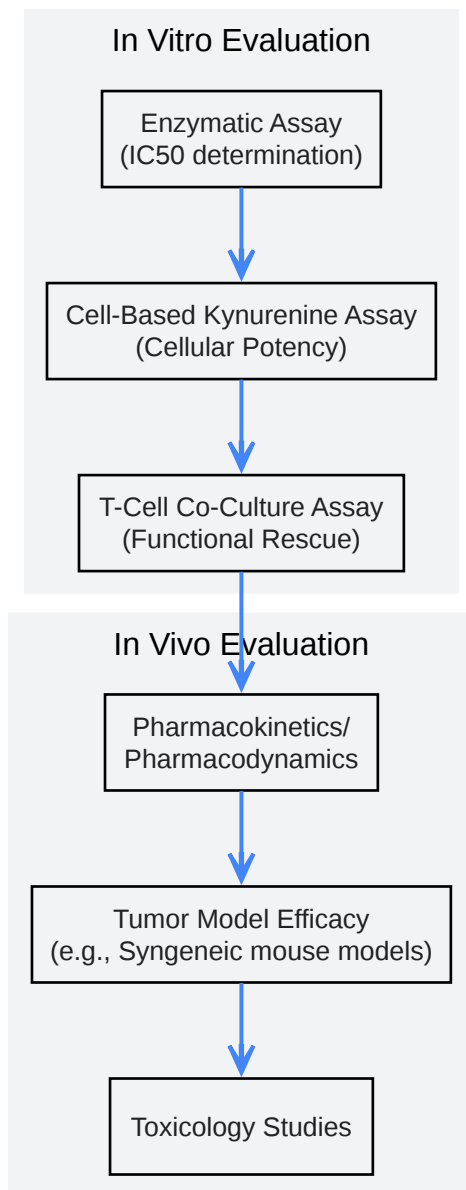 In Vitro Evaluation
Enzymatic Assay
(IC50 determination)
Cell-Based Kynurenine Assay
(Cellular Potency)
T-Cell Co-Culture Assay
(Functional Rescue)
In Vivo Evaluation
Pharmacokinetics/
Pharmacodynamics
Tumor Model Efficacy
(e.g., Syngeneic mouse models)
Toxicology Studies